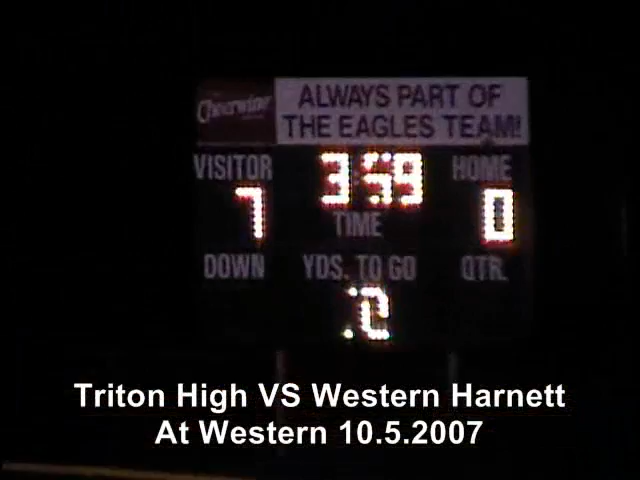 Cheerwine
ALWAYS PART OF
THE EAGLES TEAM!
VISITOR 3:59 HOME
7 TIME 0
DOWN YDS. TO GO QTR.
Triton High VS Western Harnett
At Western 10.5.2007